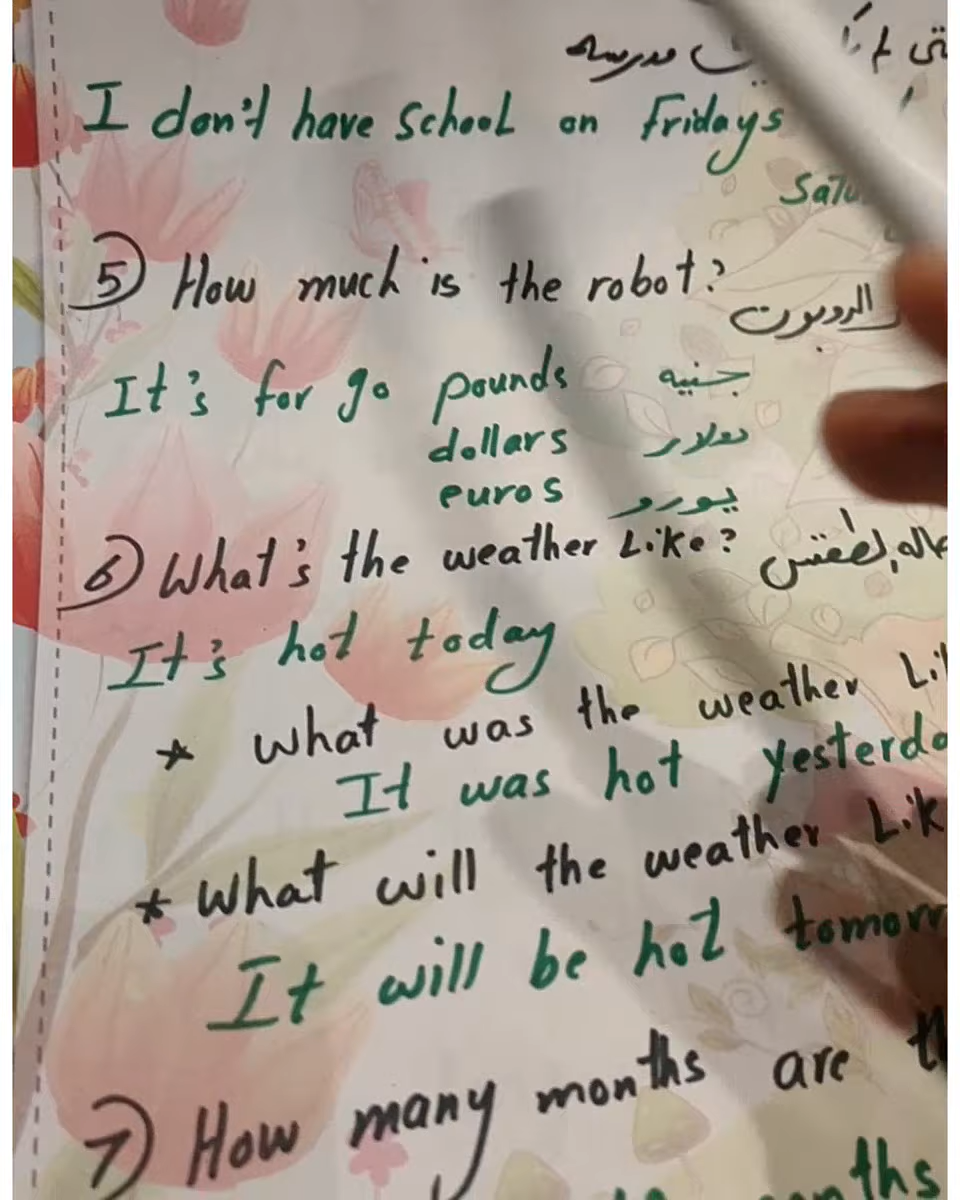 مدرسه
I don't have school on Fridays
⑤ How much is the robot?
الروبوت
It's for 90 pounds جنيه
dollars دولار
euros يورو
⑥ What's the weather Like?
It's hot today
* What was the weather
It was hot
* What will the weather
It will be hot
⑦ How many months are